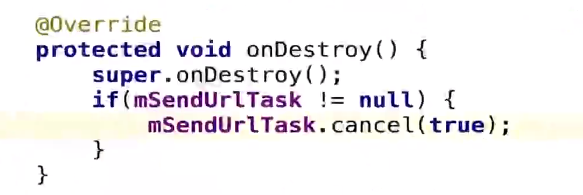 @Override
protected void onDestroy() {
    super.onDestroy();
    if(mSendUrlTask != null) {
        mSendUrlTask.cancel(true);
    }
}